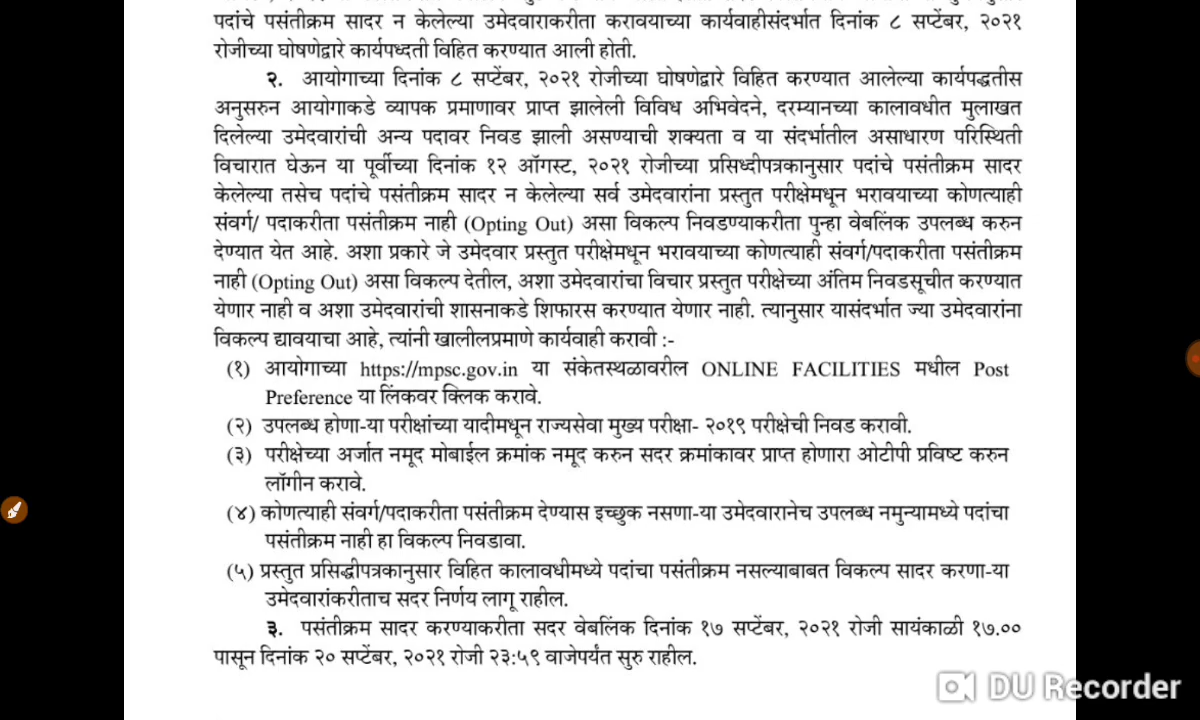 पदांचे पसंतीक्रम सादर न केलेल्या उमेदवाराकरीता करावयाच्या कार्यवाहीसंदर्भात दिनांक ८ सप्टेंबर, २०२१
रोजीच्या घोषणेद्वारे कार्यपध्दती विहित करण्यात आली होती.
२. आयोगाच्या दिनांक ८ सप्टेंबर, २०२१ रोजीच्या घोषणेद्वारे विहित करण्यात आलेल्या कार्यपद्धतीस
अनुसरुन आयोगाकडे व्यापक प्रमाणावर प्राप्त झालेली विविध अभिवेदने, दरम्यानच्या कालावधीत मुलाखत
दिलेल्या उमेदवारांची अन्य पदावर निवड झाली असण्याची शक्यता व या संदर्भातील असाधारण परिस्थिती
विचारात घेऊन या पूर्वीच्या दिनांक १२ ऑगस्ट, २०२१ रोजीच्या प्रसिध्दीपत्रकानुसार पदांचे पसंतीक्रम सादर
केलेल्या तसेच पदांचे पसंतीक्रम सादर न केलेल्या सर्व उमेदवारांना प्रस्तुत परीक्षेमधून भरावयाच्या कोणत्याही
संवर्ग/ पदाकरीता पसंतीक्रम नाही (Opting Out) असा विकल्प निवडण्याकरीता पुन्हा वेबलिंक उपलब्ध करुन
देण्यात येत आहे. अशा प्रकारे जे उमेदवार प्रस्तुत परीक्षेमधून भरावयाच्या कोणत्याही संवर्ग/पदाकरीता पसंतीक्रम
नाही (Opting Out) असा विकल्प देतील, अशा उमेदवारांचा विचार प्रस्तुत परीक्षेच्या अंतिम निवडसूचीत करण्यात
येणार नाही व अशा उमेदवारांची शासनाकडे शिफारस करण्यात येणार नाही. त्यानुसार यासंदर्भात ज्या उमेदवारांना
विकल्प द्यावयाचा आहे, त्यांनी खालीलप्रमाणे कार्यवाही करावी :-
(१) आयोगाच्या https://mpsc.gov.in या संकेतस्थळावरील ONLINE FACILITIES मधील Post
Preference या लिंकवर क्लिक करावे.
(२) उपलब्ध होणा-या परीक्षांच्या यादीमधून राज्यसेवा मुख्य परीक्षा- २०१९ परीक्षेची निवड करावी.
(३) परीक्षेच्या अर्जात नमूद मोबाईल क्रमांक नमूद करुन सदर क्रमांकावर प्राप्त होणारा ओटीपी प्रविष्ट करुन
लॉगीन करावे.
(४) कोणत्याही संवर्ग/पदाकरीता पसंतीक्रम देण्यास इच्छुक नसणा-या उमेदवारानेच उपलब्ध नमुन्यामध्ये पदांचा
पसंतीक्रम नाही हा विकल्प निवडावा.
(५) प्रस्तुत प्रसिद्धीपत्रकानुसार विहित कालावधीमध्ये पदांचा पसंतीक्रम नसल्याबाबत विकल्प सादर करणा-या
उमेदवारांकरीताच सदर निर्णय लागू राहील.
३. पसंतीक्रम सादर करण्याकरीता सदर वेबलिंक दिनांक १७ सप्टेंबर, २०२१ रोजी सायंकाळी १७.००
पासून दिनांक २० सप्टेंबर, २०२१ रोजी २३:५९ वाजेपर्यंत सुरु राहील.
DU Recorder